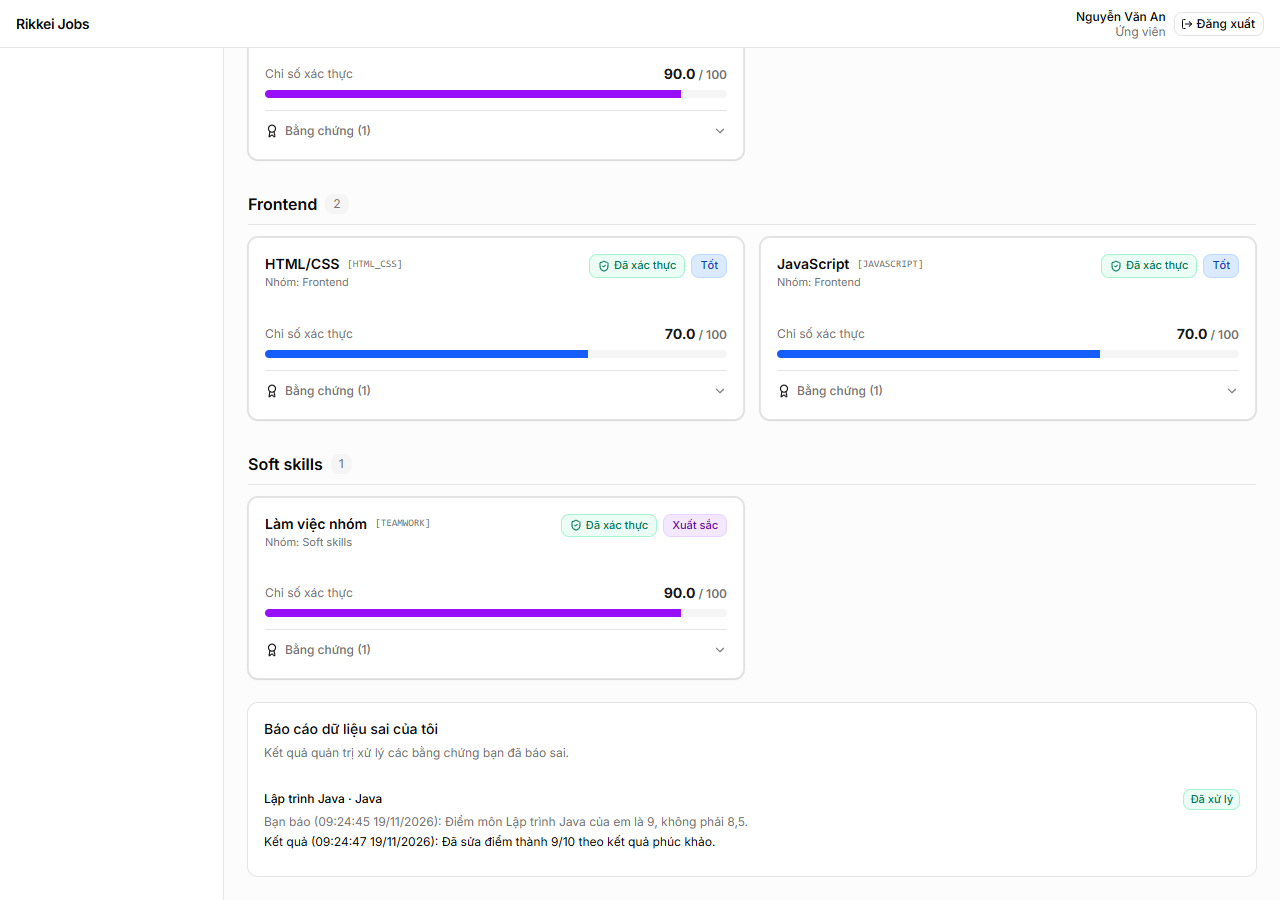 Rikkei Jobs
Nguyễn Văn An
Ứng viên
Đăng xuất
Chỉ số xác thực
90.0 / 100
Bằng chứng (1)
Frontend 2
HTML/CSS [HTML_CSS]
Đã xác thực
Tốt
Nhóm: Frontend
Chỉ số xác thực
70.0 / 100
Bằng chứng (1)
JavaScript [JAVASCRIPT]
Đã xác thực
Tốt
Nhóm: Frontend
Chỉ số xác thực
70.0 / 100
Bằng chứng (1)
Soft skills 1
Làm việc nhóm [TEAMWORK]
Đã xác thực
Xuất sắc
Nhóm: Soft skills
Chỉ số xác thực
90.0 / 100
Bằng chứng (1)
Báo cáo dữ liệu sai của tôi
Kết quả quản trị xử lý các bằng chứng bạn đã báo sai.
Lập trình Java · Java
Đã xử lý
Bạn báo (09:24:45 19/11/2026): Điểm môn Lập trình Java của em là 9, không phải 8,5.
Kết quả (09:24:47 19/11/2026): Đã sửa điểm thành 9/10 theo kết quả phúc khảo.